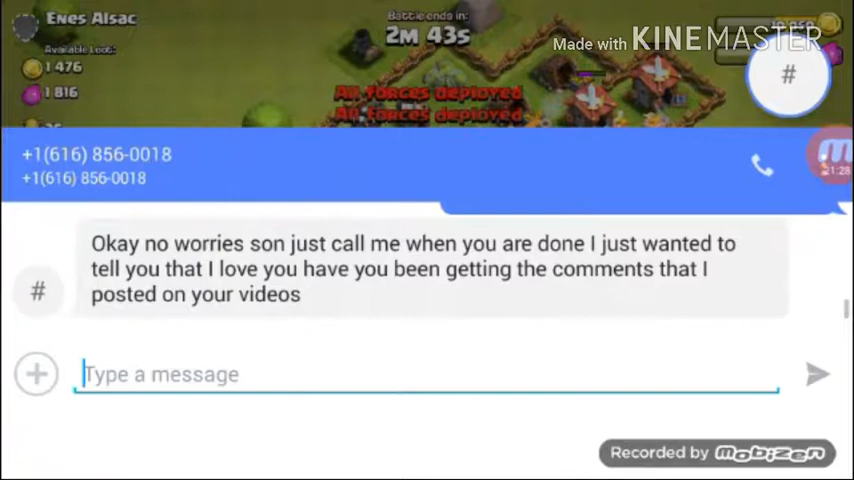 Enes Alsac
Battle ends in:
2M 43s
Available Loot:
1 476
1 816
Made with KINEMASTER
#
All forces deployed
All forces deployed
+1(616) 856-0018
+1(616) 856-0018
21:28
Okay no worries son just call me when you are done I just wanted to
tell you that I love you have you been getting the comments that I
#
posted on your videos
Type a message
Recorded by mobizen